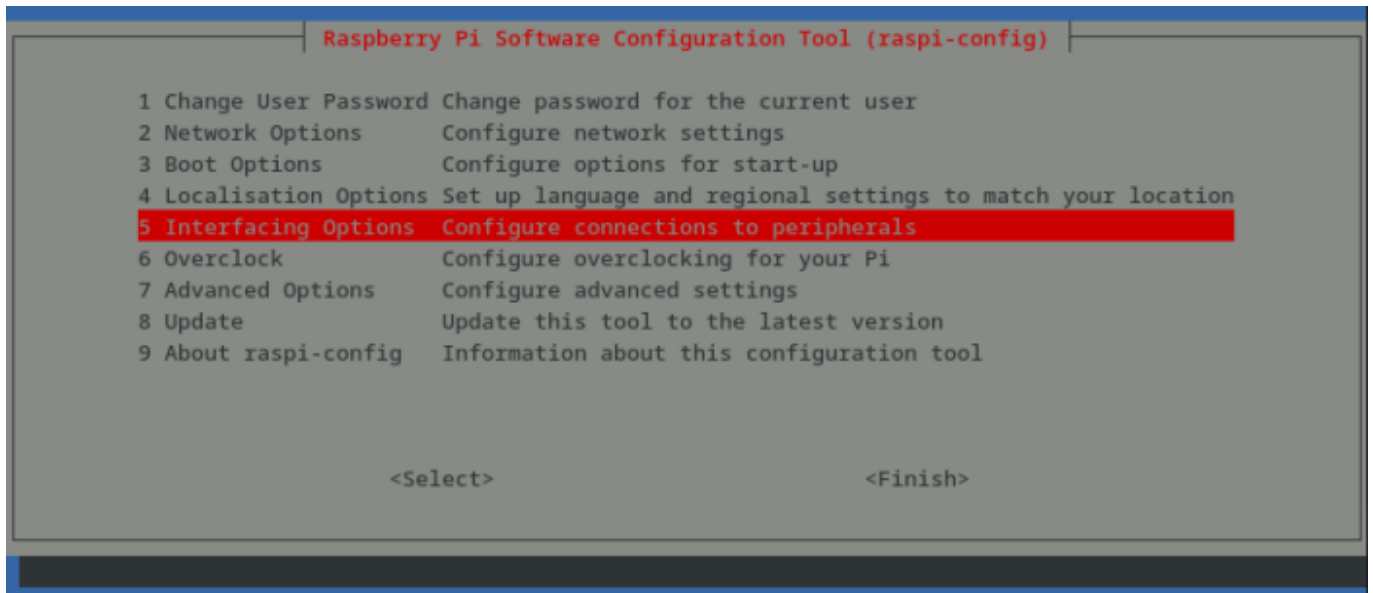 Raspberry Pi Software Configuration Tool (raspi-config)
1 Change User Password Change password for the current user
2 Network Options Configure network settings
3 Boot Options Configure options for start-up
4 Localisation Options Set up language and regional settings to match your location
5 Interfacing Options Configure connections to peripherals
6 Overclock Configure overclocking for your Pi
7 Advanced Options Configure advanced settings
8 Update Update this tool to the latest version
9 About raspi-config Information about this configuration tool
<Select> <Finish>